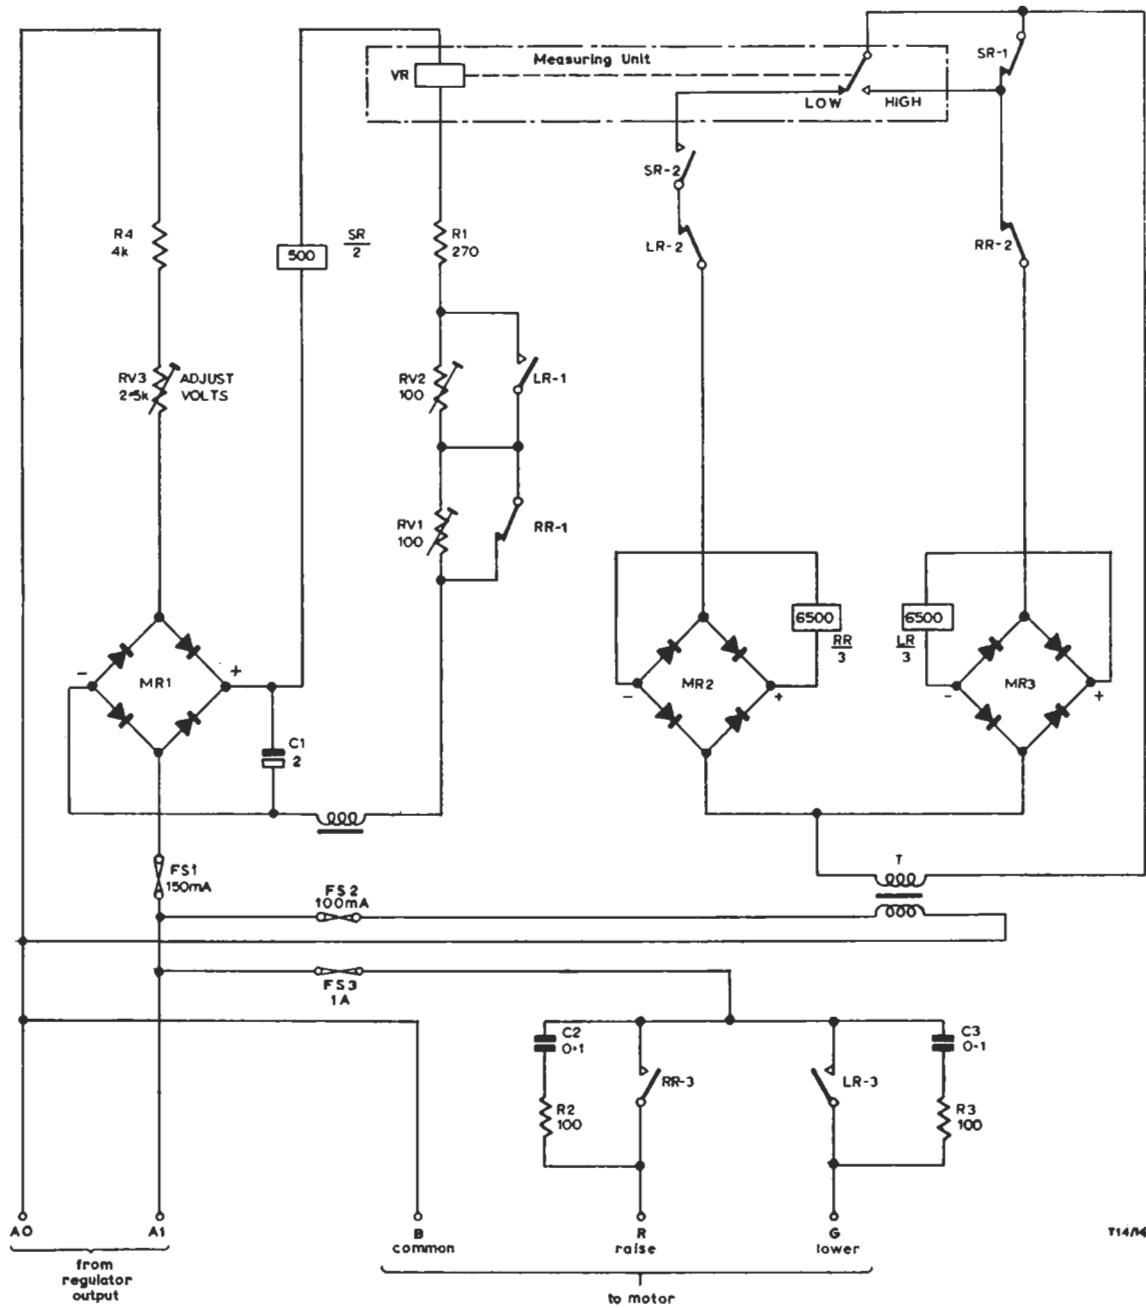 Measuring Unit
VR
SR-1
LOW
HIGH
SR-2
R4
4k
500
SR
2
R1
270
LR-2
RR-2
RV3
2·5k
ADJUST
VOLTS
RV2
100
LR-1
RV1
100
RR-1
6500
RR
3
6500
LR
3
-
MR1
+
-
MR2
+
-
MR3
+
C1
2
FS1
150mA
T
FS2
100mA
FS3
1A
C2
0·1
C3
0·1
RR-3
LR-3
R2
100
R3
100
AO
A1
B
common
R
raise
G
lower
from
regulator
output
to motor